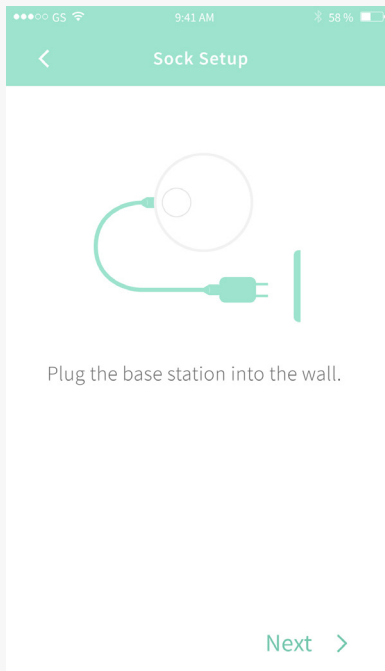 GS 9:41 AM 58 %
Sock Setup
Plug the base station into the wall.
Next